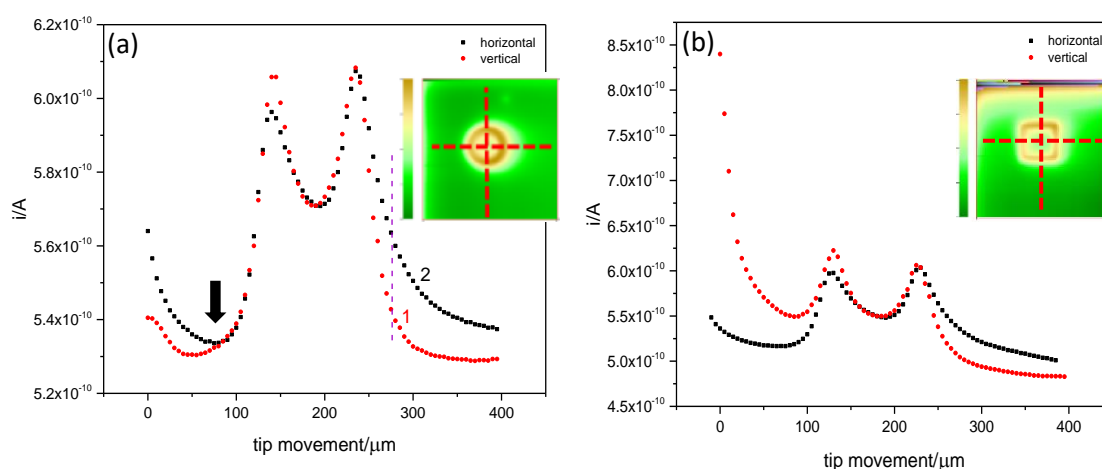 (a)
horizontal
vertical
6.2x10⁻¹⁰
6.0x10⁻¹⁰
5.8x10⁻¹⁰
5.6x10⁻¹⁰
5.4x10⁻¹⁰
5.2x10⁻¹⁰
i/A
2
1
0 100 200 300 400
tip movement/μm
(b)
horizontal
vertical
8.5x10⁻¹⁰
8.0x10⁻¹⁰
7.5x10⁻¹⁰
7.0x10⁻¹⁰
6.5x10⁻¹⁰
6.0x10⁻¹⁰
5.5x10⁻¹⁰
5.0x10⁻¹⁰
4.5x10⁻¹⁰
i/A
0 100 200 300 400
tip movement/μm